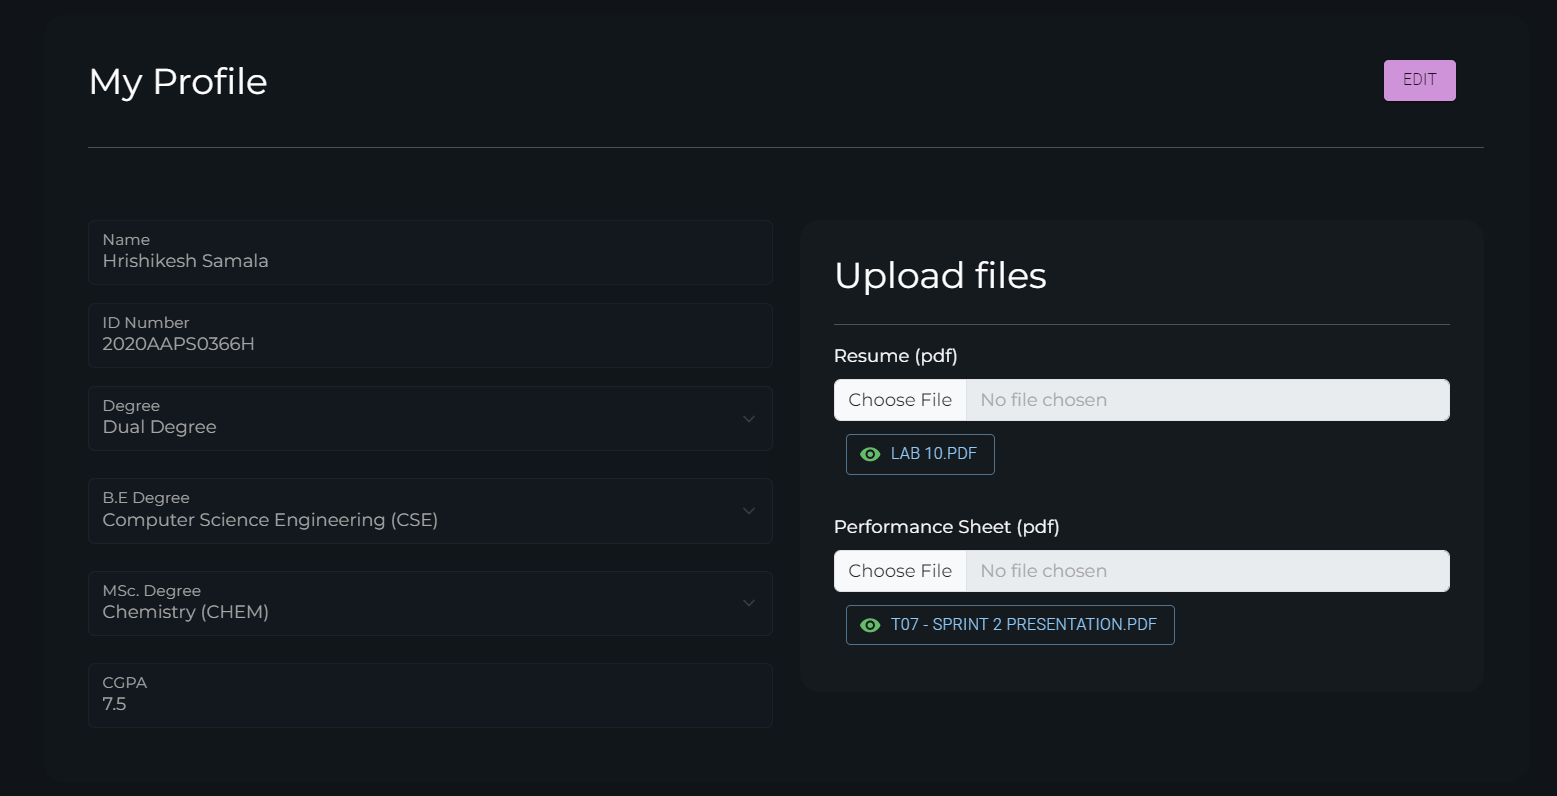 My Profile
EDIT
Name
Hrishikesh Samala
ID Number
2020AAPS0366H
Degree
Dual Degree
B.E Degree
Computer Science Engineering (CSE)
MSc. Degree
Chemistry (CHEM)
CGPA
7.5
Upload files
Resume (pdf)
Choose File No file chosen
LAB 10.PDF
Performance Sheet (pdf)
Choose File No file chosen
T07 - SPRINT 2 PRESENTATION.PDF